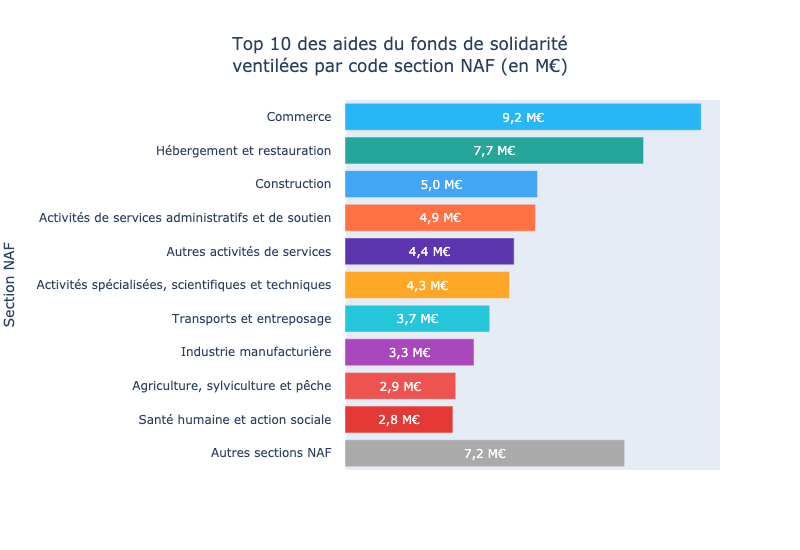 Top 10 des aides du fonds de solidarité
ventilées par code section NAF (en M€)
Section NAF
Commerce 9,2 M€
Hébergement et restauration 7,7 M€
Construction 5,0 M€
Activités de services administratifs et de soutien 4,9 M€
Autres activités de services 4,4 M€
Activités spécialisées, scientifiques et techniques 4,3 M€
Transports et entreposage 3,7 M€
Industrie manufacturière 3,3 M€
Agriculture, sylviculture et pêche 2,9 M€
Santé humaine et action sociale 2,8 M€
Autres sections NAF 7,2 M€